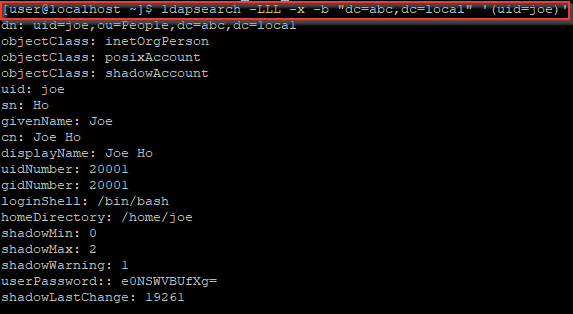 [user@localhost ~]$ ldapsearch -LLL -x -b "dc=abc,dc=local" '(uid=joe)'
dn: uid=joe,ou=People,dc=abc,dc=local
objectClass: inetOrgPerson
objectClass: posixAccount
objectClass: shadowAccount
uid: joe
sn: Ho
givenName: Joe
cn: Joe Ho
displayName: Joe Ho
uidNumber: 20001
gidNumber: 20001
loginShell: /bin/bash
homeDirectory: /home/joe
shadowMin: 0
shadowMax: 2
shadowWarning: 1
userPassword:: e0NSWVBUfXg=
shadowLastChange: 19261